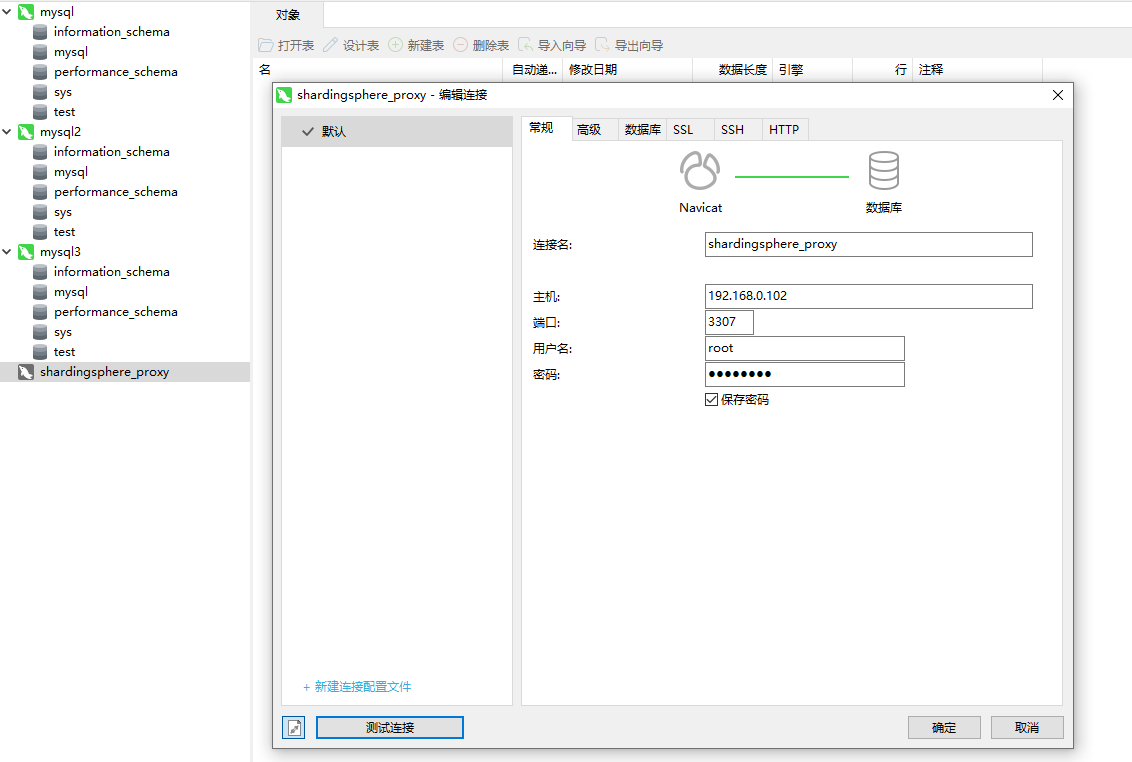 mysql
information_schema
mysql
performance_schema
sys
test
mysql2
information_schema
mysql
performance_schema
sys
test
mysql3
information_schema
mysql
performance_schema
sys
test
shardingsphere_proxy
对象
打开表 设计表 新建表 删除表 导入向导 导出向导
名 自动递... 修改日期 数据长度 引擎 行 注释
shardingsphere_proxy - 编辑连接
默认
+ 新建连接配置文件
常规 高级 数据库 SSL SSH HTTP
Navicat 数据库
连接名: shardingsphere_proxy
主机: 192.168.0.102
端口: 3307
用户名: root
密码: ●●●●●●●●
保存密码
测试连接 确定 取消